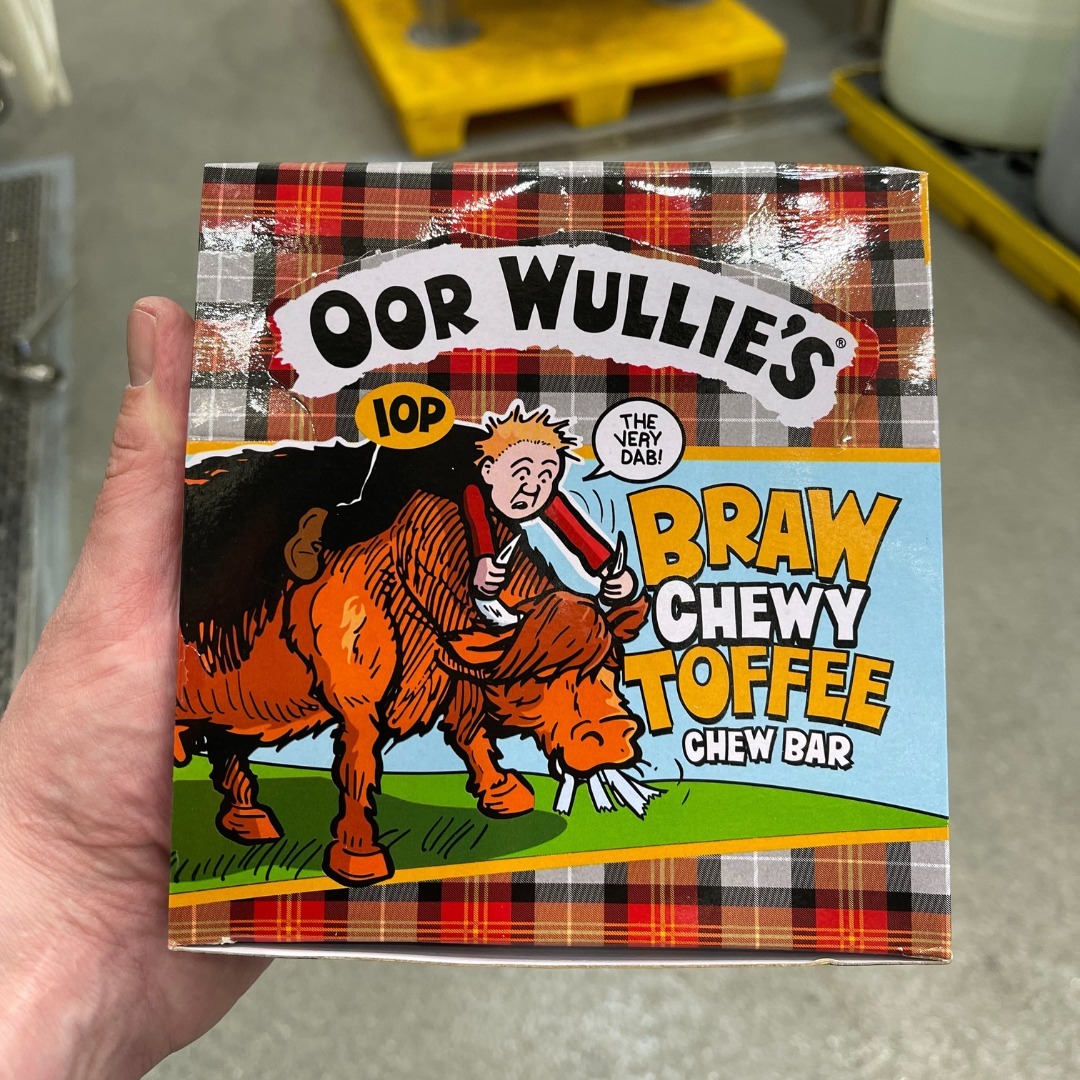 OOR WULLIE'S®
10P
THE
VERY
DAB!
BRAW
CHEWY
TOFFEE
CHEW BAR